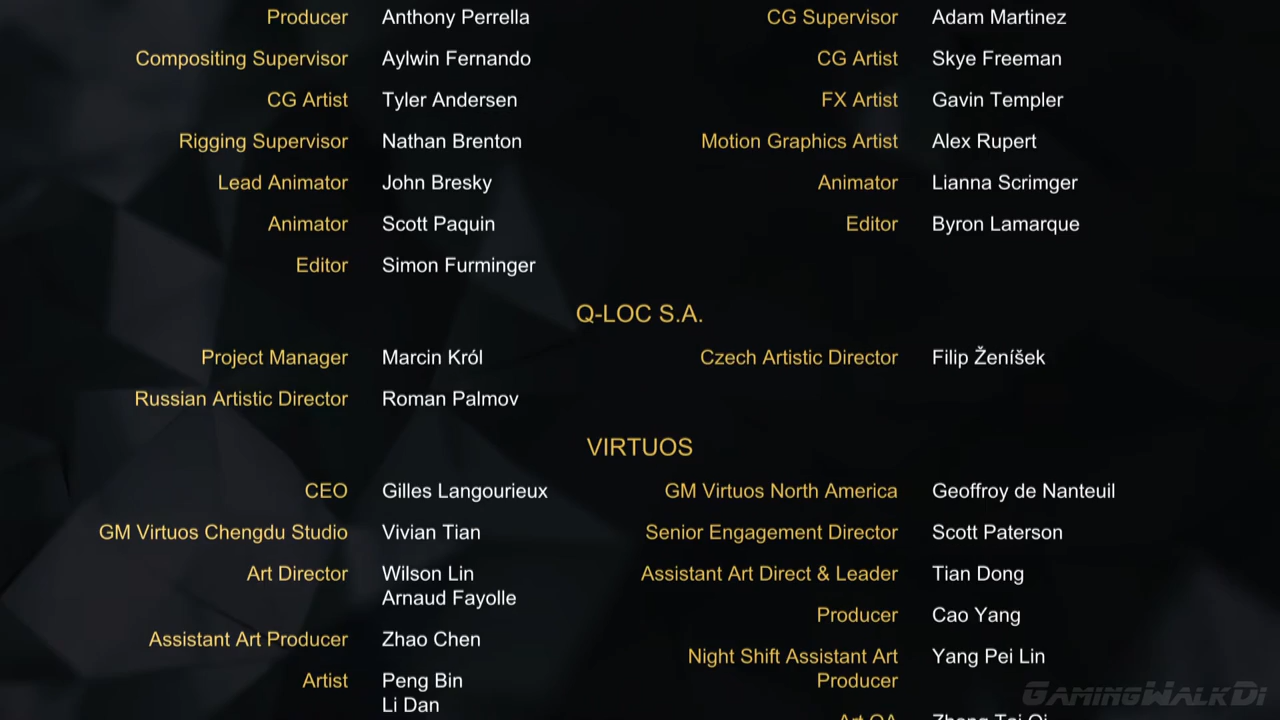 Producer Anthony Perrella
CG Supervisor Adam Martinez
Compositing Supervisor Aylwin Fernando
CG Artist Skye Freeman
CG Artist Tyler Andersen
FX Artist Gavin Templer
Rigging Supervisor Nathan Brenton
Motion Graphics Artist Alex Rupert
Lead Animator John Bresky
Animator Lianna Scrimger
Animator Scott Paquin
Editor Byron Lamarque
Editor Simon Furminger
Q-LOC S.A.
Project Manager Marcin Król
Czech Artistic Director Filip Ženíšek
Russian Artistic Director Roman Palmov
VIRTUOS
CEO Gilles Langourieux
GM Virtuos North America Geoffroy de Nanteuil
GM Virtuos Chengdu Studio Vivian Tian
Senior Engagement Director Scott Paterson
Art Director Wilson Lin
Arnaud Fayolle
Assistant Art Direct & Leader Tian Dong
Producer Cao Yang
Assistant Art Producer Zhao Chen
Night Shift Assistant Art Yang Pei Lin
Producer
Artist Peng Bin
Li Dan
GamingWalkDi